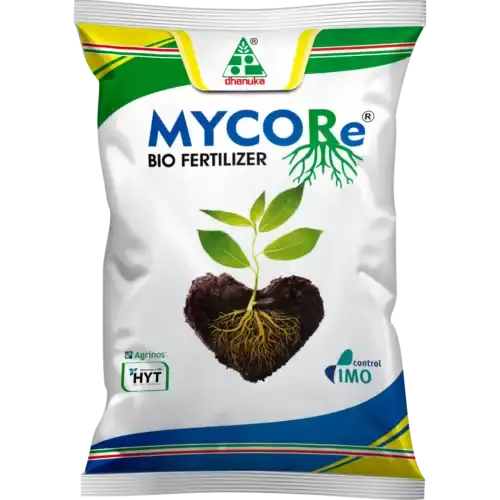 ®
dhanuka
MYCORe®
BIO FERTILIZER
Agrinos
HYT
control
IMO